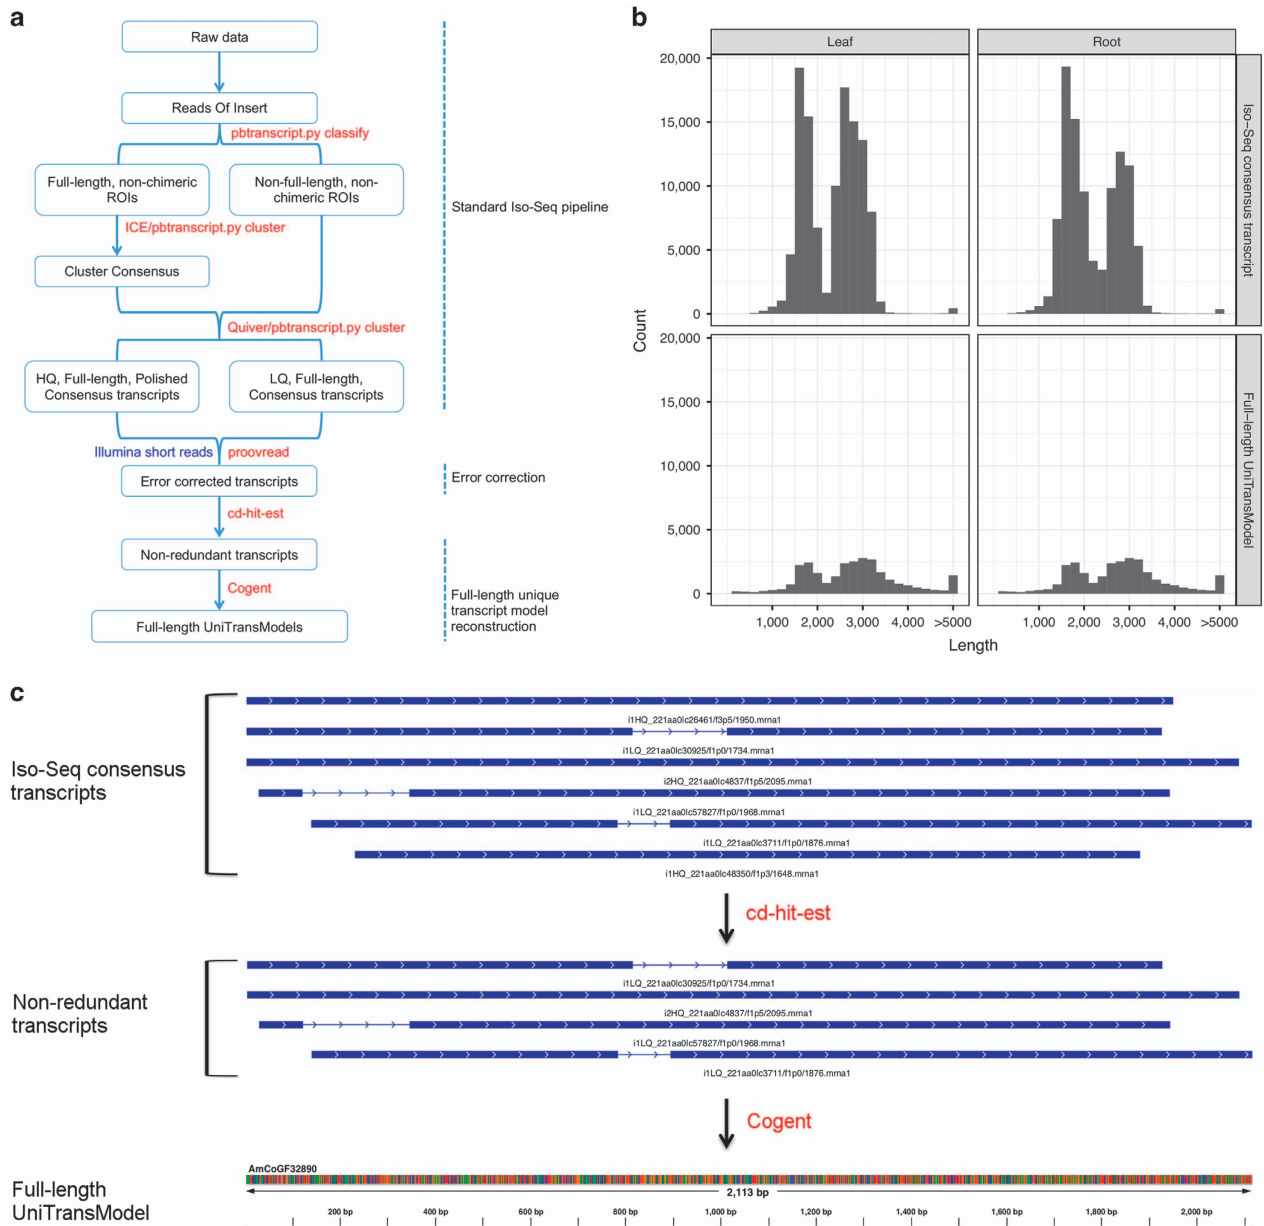 a
Raw data
Reads Of Insert
pbtranscript.py classify
Full-length, non-chimeric
ROIs
Non-full-length, non-
chimeric ROIs
ICE/pbtranscript.py cluster
Cluster Consensus
Quiver/pbtranscript.py cluster
HQ, Full-length, Polished
Consensus transcripts
LQ, Full-length,
Consensus transcripts
Illumina short reads
proovread
Error corrected transcripts
cd-hit-est
Non-redundant transcripts
Cogent
Full-length UniTransModels
Standard Iso-Seq pipeline
Error correction
Full-length unique
transcript model
reconstruction
b
Leaf
Root
20,000
15,000
10,000
5,000
0
Iso–Seq consensus transcript
Count
20,000
15,000
10,000
5,000
0
Full–length UniTransModel
1,000 2,000 3,000 4,000 >5000
1,000 2,000 3,000 4,000 >5000
Length
c
Iso-Seq consensus
transcripts
i1HQ_221aa0lc26461/f3p5/1950.mrna1
i1LQ_221aa0lc30925/f1p0/1734.mrna1
i2HQ_221aa0lc4837/f1p5/2095.mrna1
i1LQ_221aa0lc57827/f1p0/1968.mrna1
i1LQ_221aa0lc3711/f1p0/1876.mrna1
i1HQ_221aa0lc48350/f1p3/1648.mrna1
cd-hit-est
Non-redundant
transcripts
i1LQ_221aa0lc30925/f1p0/1734.mrna1
i2HQ_221aa0lc4837/f1p5/2095.mrna1
i1LQ_221aa0lc57827/f1p0/1968.mrna1
i1LQ_221aa0lc3711/f1p0/1876.mrna1
Cogent
Full-length
UniTransModel
AmCoGF32890
2,113 bp
200 bp 400 bp 600 bp 800 bp 1,000 bp 1,200 bp 1,400 bp 1,600 bp 1,800 bp 2,000 bp